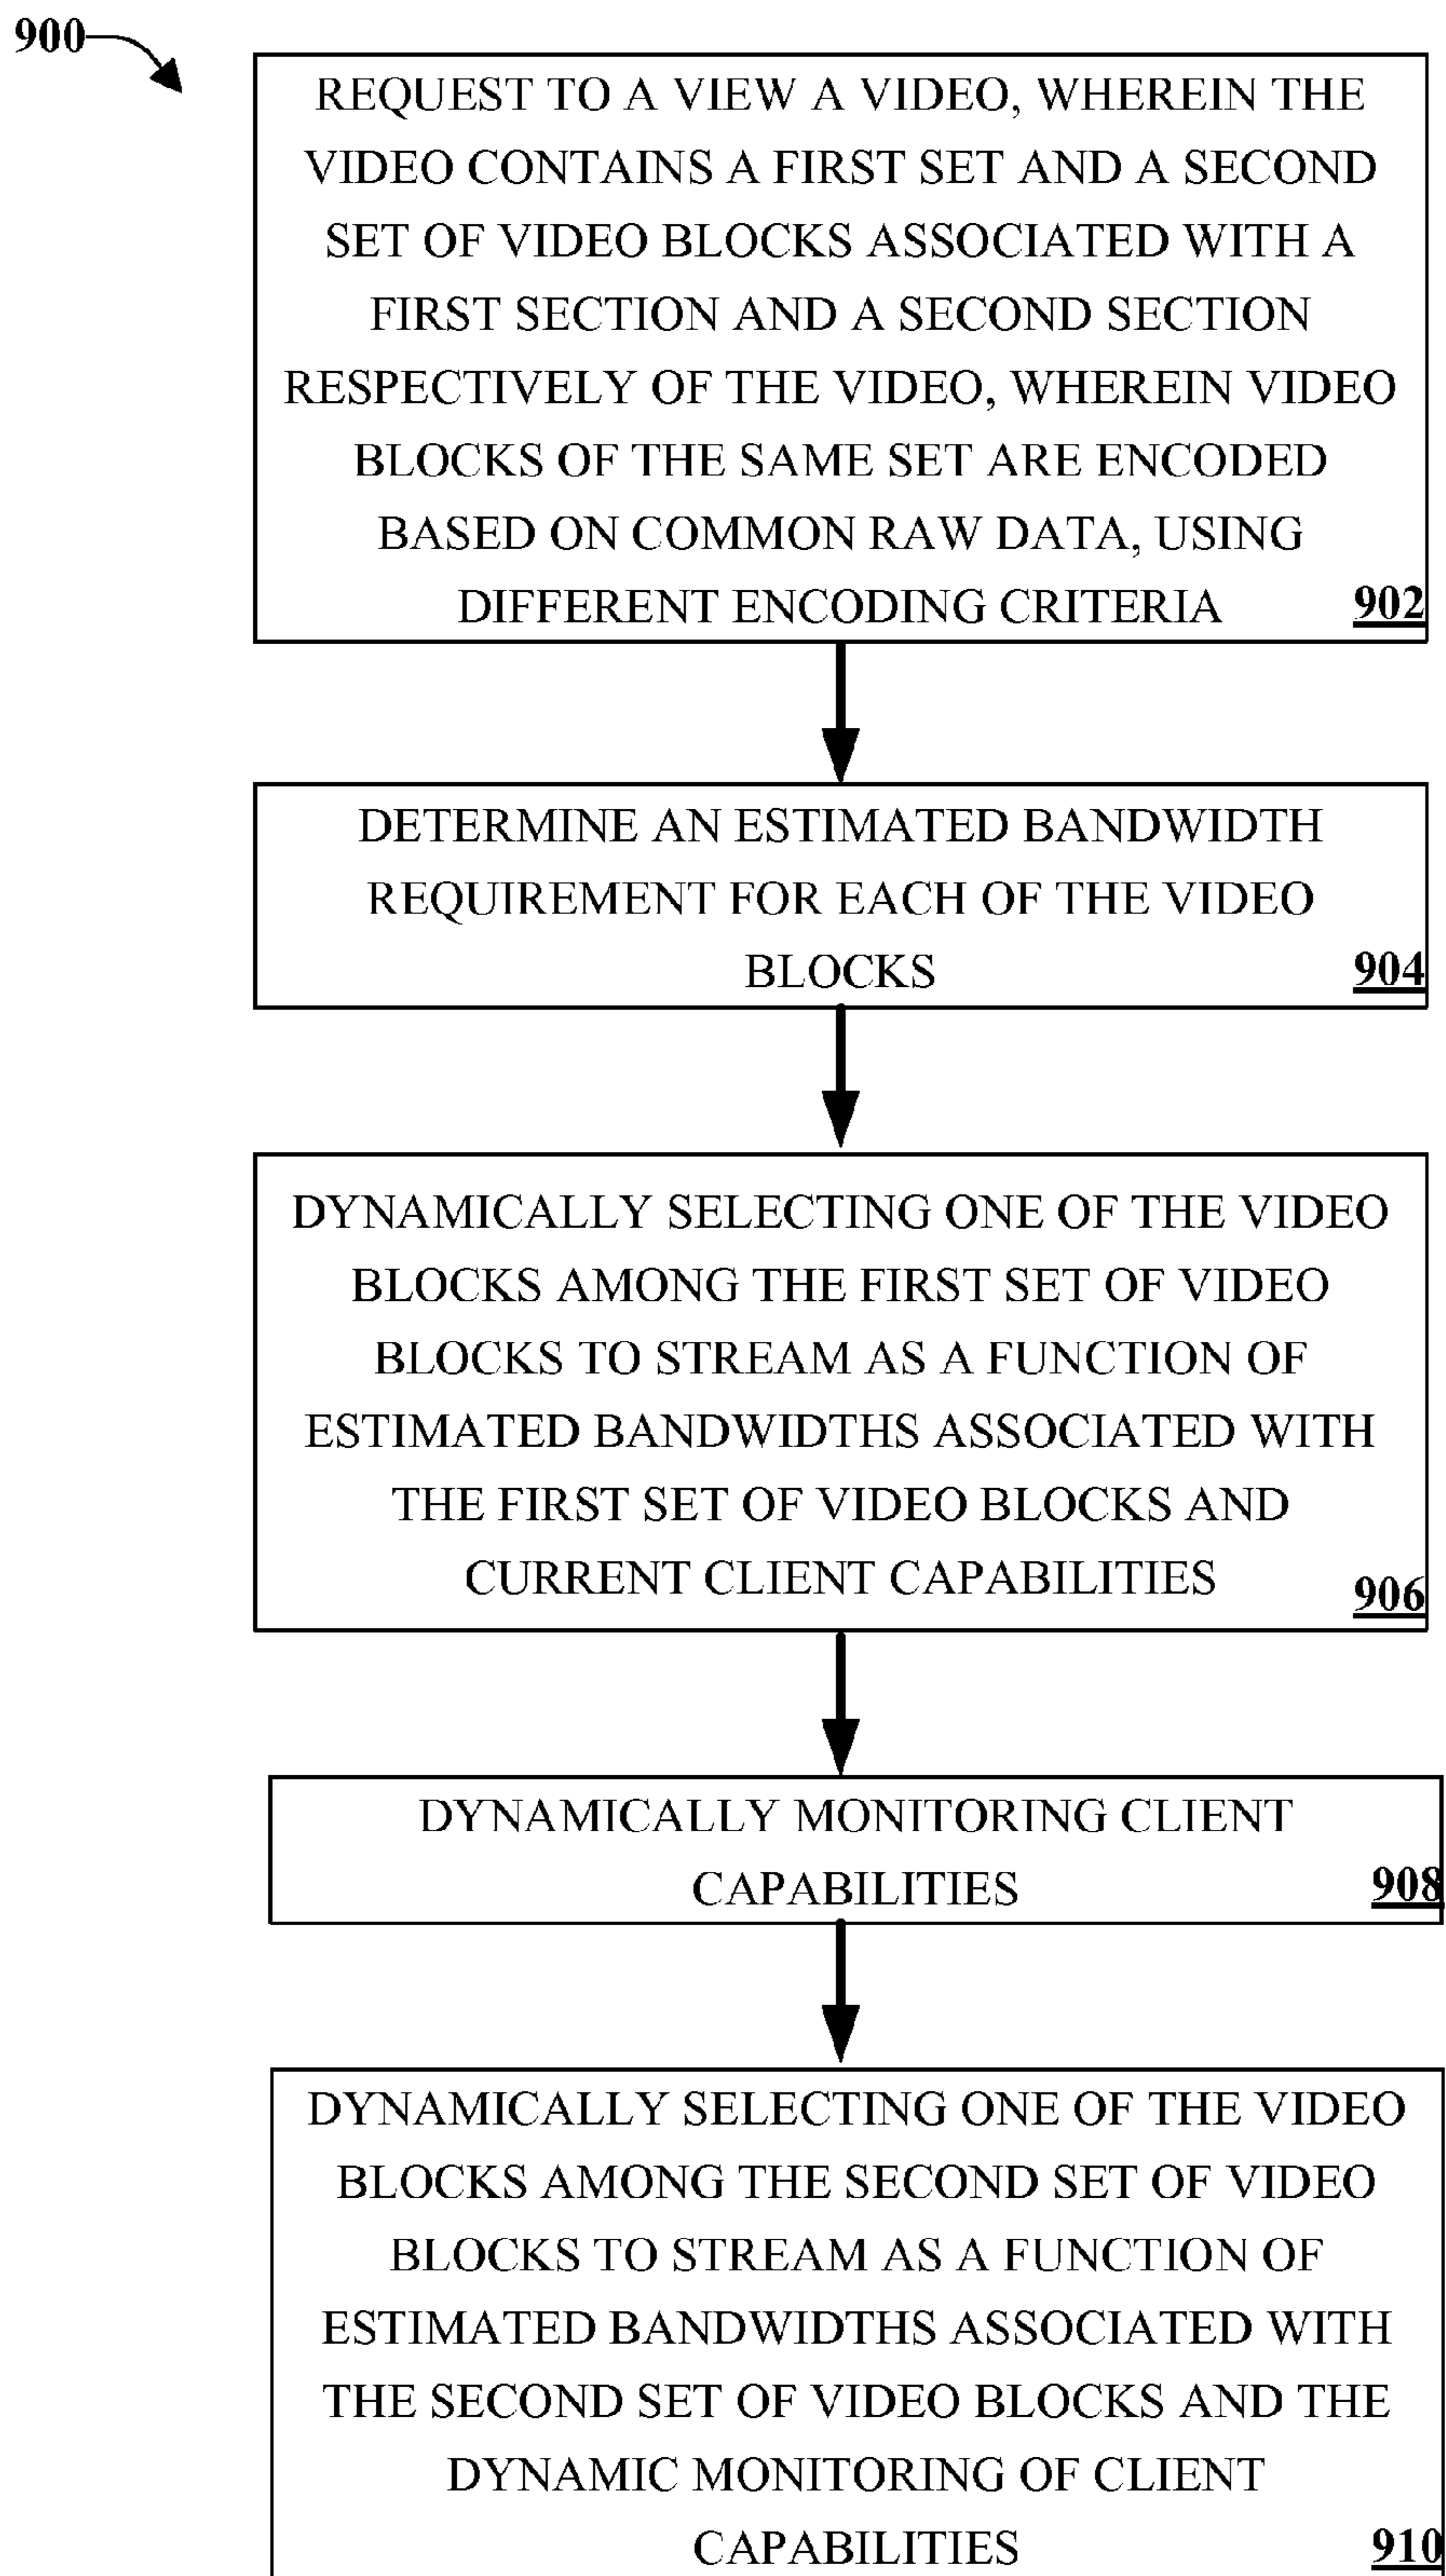 900
REQUEST TO A VIEW A VIDEO, WHEREIN THE
VIDEO CONTAINS A FIRST SET AND A SECOND
SET OF VIDEO BLOCKS ASSOCIATED WITH A
FIRST SECTION AND A SECOND SECTION
RESPECTIVELY OF THE VIDEO, WHEREIN VIDEO
BLOCKS OF THE SAME SET ARE ENCODED
BASED ON COMMON RAW DATA, USING
DIFFERENT ENCODING CRITERIA
902
DETERMINE AN ESTIMATED BANDWIDTH
REQUIREMENT FOR EACH OF THE VIDEO
BLOCKS
904
DYNAMICALLY SELECTING ONE OF THE VIDEO
BLOCKS AMONG THE FIRST SET OF VIDEO
BLOCKS TO STREAM AS A FUNCTION OF
ESTIMATED BANDWIDTHS ASSOCIATED WITH
THE FIRST SET OF VIDEO BLOCKS AND
CURRENT CLIENT CAPABILITIES
906
DYNAMICALLY MONITORING CLIENT
CAPABILITIES
908
DYNAMICALLY SELECTING ONE OF THE VIDEO
BLOCKS AMONG THE SECOND SET OF VIDEO
BLOCKS TO STREAM AS A FUNCTION OF
ESTIMATED BANDWIDTHS ASSOCIATED WITH
THE SECOND SET OF VIDEO BLOCKS AND THE
DYNAMIC MONITORING OF CLIENT
CAPABILITIES
910